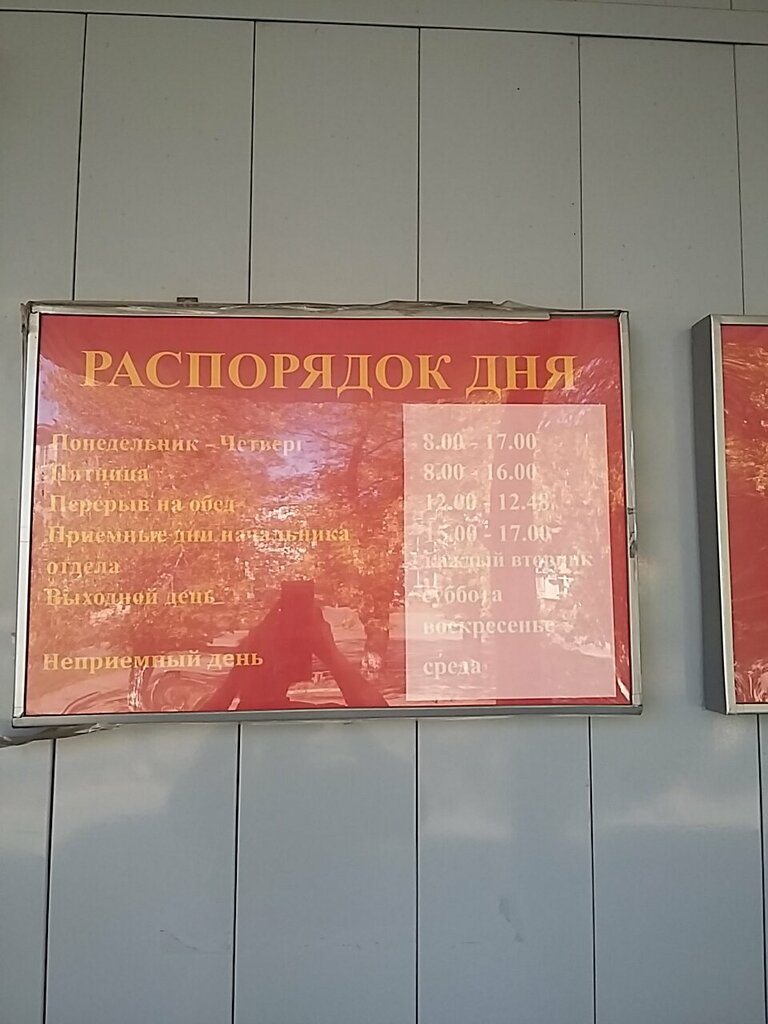 РАСПОРЯДОК ДНЯ
Понедельник – Четверг 8.00 - 17.00
Пятница 8.00 - 16.00
Перерыв на обед 12.00 - 12.48
Приемные дни начальника 15.00 - 17.00
отдела каждый вторник
Выходной день суббота
воскресенье
Неприемный день среда